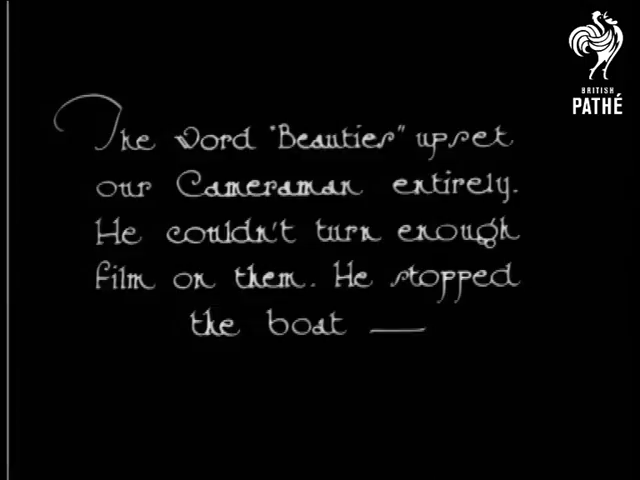 BRITISH
PATHÉ
The word "Beauties" upset
our Cameraman entirely.
He couldn't turn enough
film on them. He stopped
the boat —